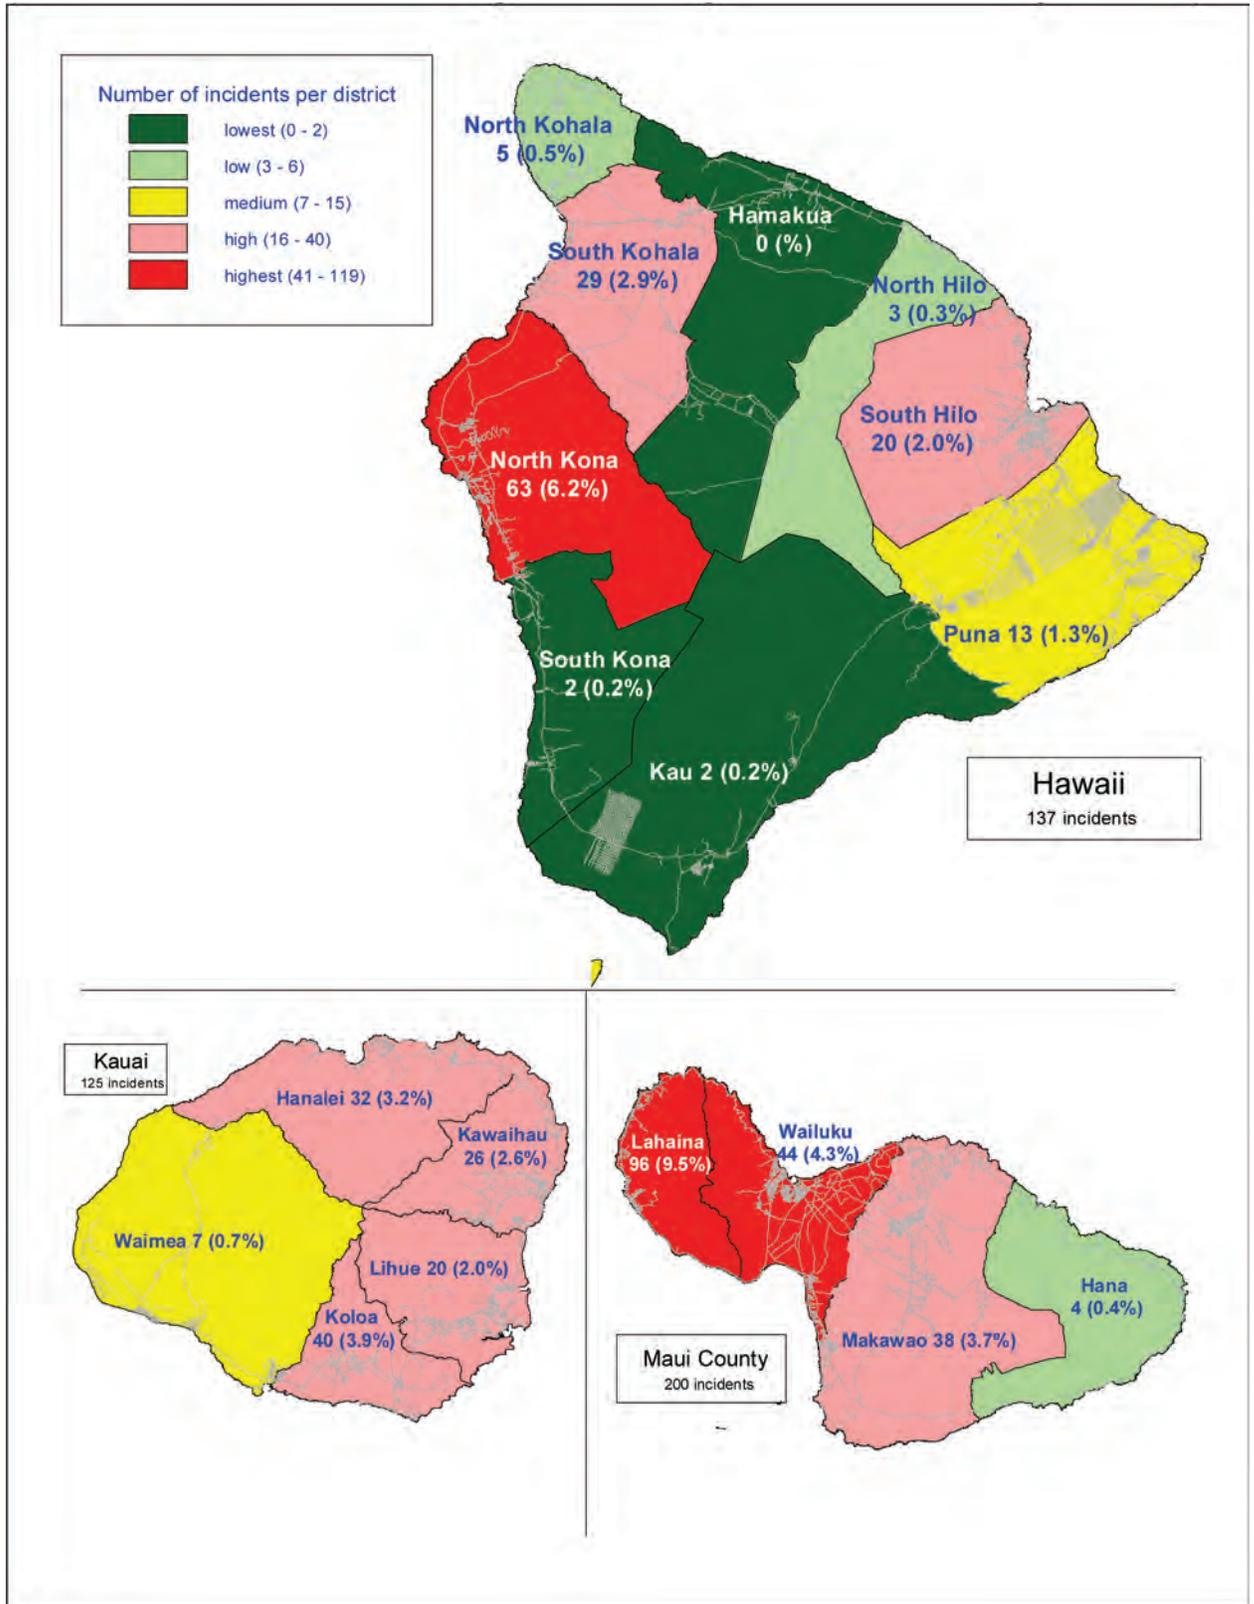 Number of incidents per district
lowest (0 - 2)
low (3 - 6)
medium (7 - 15)
high (16 - 40)
highest (41 - 119)
North Kohala
5 (0.5%)
Hamakua
0 (%)
South Kohala
29 (2.9%)
North Hilo
3 (0.3%)
South Hilo
20 (2.0%)
North Kona
63 (6.2%)
Puna 13 (1.3%)
South Kona
2 (0.2%)
Kau 2 (0.2%)
Hawaii
137 incidents
Kauai
125 incidents
Hanalei 32 (3.2%)
Kawaihau
26 (2.6%)
Waimea 7 (0.7%)
Lihue 20 (2.0%)
Koloa
40 (3.9%)
Lahaina
96 (9.5%)
Wailuku
44 (4.3%)
Hana
4 (0.4%)
Makawao 38 (3.7%)
Maui County
200 incidents